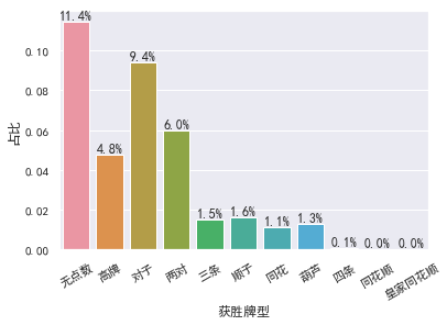 11.4%
9.4%
6.0%
4.8%
1.5%
1.6%
1.1%
1.3%
0.1%
0.0%
0.0%
0.10
0.08
0.06
0.04
0.02
0.00
占比
无点数
高牌
对子
两对
三条
顺子
同花
葫芦
四条
同花顺
皇家同花顺
获胜牌型